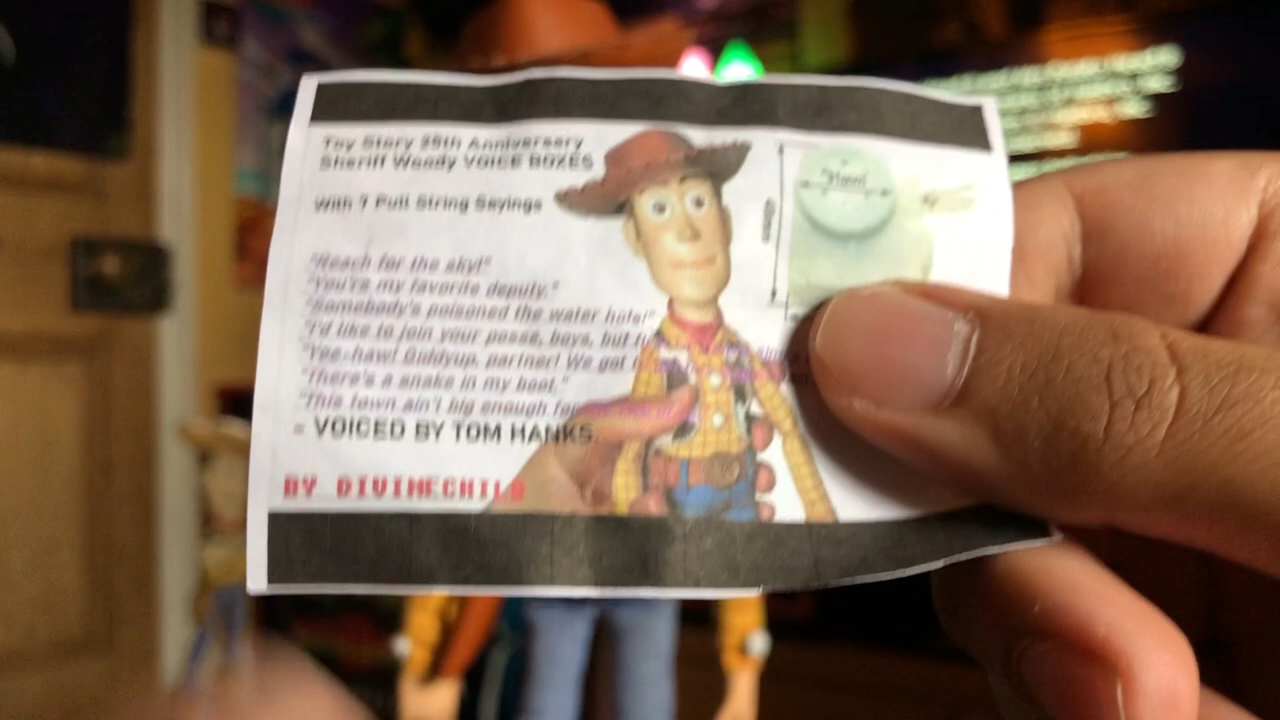 Toy Story 25th Anniversary
Sheriff Woody VOICE BOXES
With 7 Pull String Sayings
"Reach for the sky!"
"You're my favorite deputy."
"Somebody's poisoned the water hole!"
"I'd like to join your posse, boys, but
"Yee-haw! Giddyup, partner! We got
"There's a snake in my boot."
"This town ain't big enough for
- VOICED BY TOM HANKS
BY DIVINECHILD